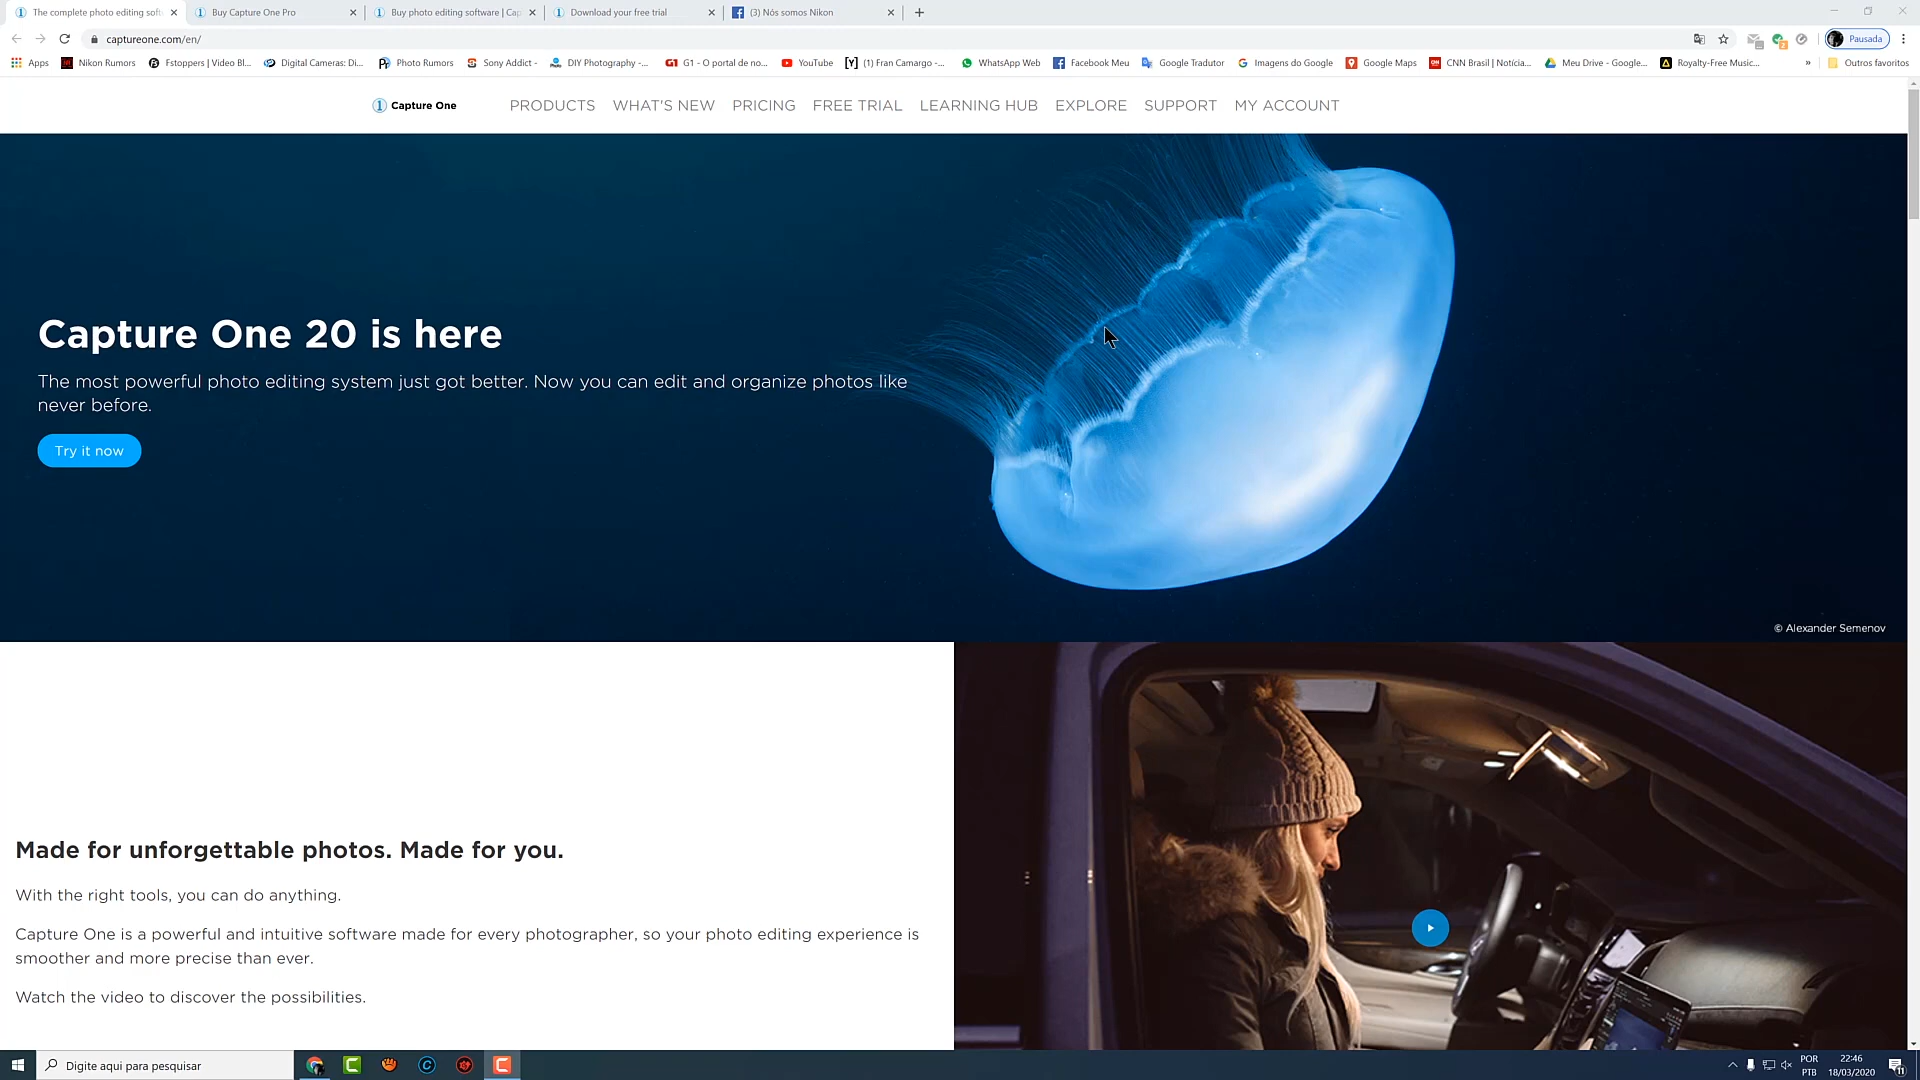 The complete photo editing soft
Buy Capture One Pro
Buy photo editing software | Cap
Download your free trial
(3) Nós somos Nikon
captureone.com/en/
Pausada
Apps
Nikon Rumors
Fstoppers | Video Bl...
Digital Cameras: Di...
Photo Rumors
Sony Addict -
DIY Photography -...
G1 - O portal de no...
YouTube
(1) Fran Camargo -...
WhatsApp Web
Facebook Meu
Google Tradutor
Imagens do Google
Google Maps
CNN Brasil | Notícia...
Meu Drive - Google...
Royalty-Free Music...
»
Outros favoritos
Capture One
PRODUCTS
WHAT'S NEW
PRICING
FREE TRIAL
LEARNING HUB
EXPLORE
SUPPORT
MY ACCOUNT
Capture One 20 is here
The most powerful photo editing system just got better. Now you can edit and organize photos like
never before.
Try it now
© Alexander Semenov
Made for unforgettable photos. Made for you.
With the right tools, you can do anything.
Capture One is a powerful and intuitive software made for every photographer, so your photo editing experience is
smoother and more precise than ever.
Watch the video to discover the possibilities.
Digite aqui para pesquisar
POR
PTB
22:46
18/03/2020